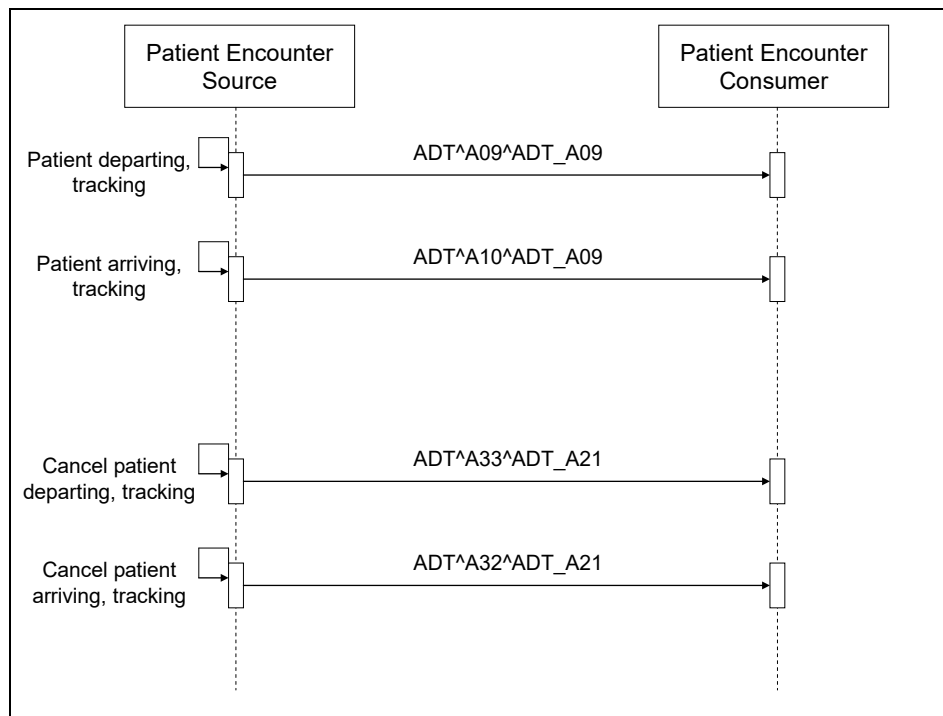 Patient Encounter
Source
Patient Encounter
Consumer
Patient departing,
tracking
ADT^A09^ADT_A09
Patient arriving,
tracking
ADT^A10^ADT_A09
Cancel patient
departing, tracking
ADT^A33^ADT_A21
Cancel patient
arriving, tracking
ADT^A32^ADT_A21